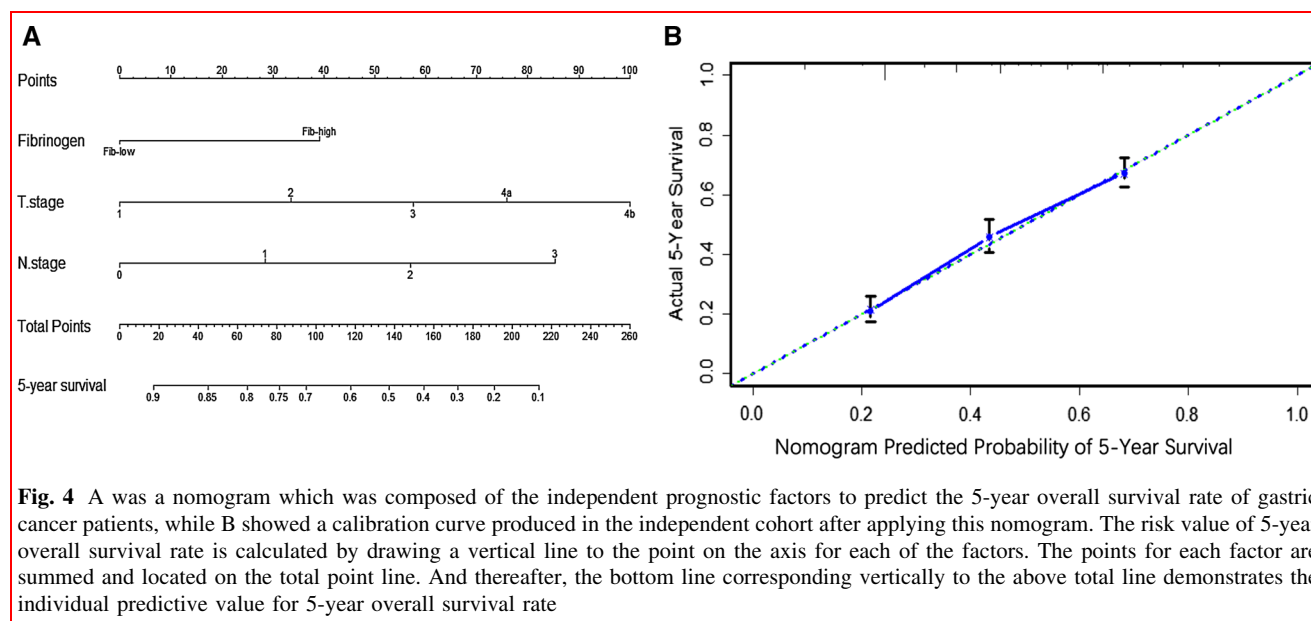 A
Points
0 10 20 30 40 50 60 70 80 90 100
Fibrinogen
Fib-high
Fib-low
T.stage
2 4a
1 3 4b
N.stage
1 3
0 2
Total Points
0 20 40 60 80 100 120 140 160 180 200 220 240 260
5-year survival
0.9 0.85 0.8 0.75 0.7 0.6 0.5 0.4 0.3 0.2 0.1
B
Actual 5-Year Survival
1.0
0.8
0.6
0.4
0.2
0.0
0.0 0.2 0.4 0.6 0.8 1.0
Nomogram Predicted Probability of 5-Year Survival
Fig. 4 A was a nomogram which was composed of the independent prognostic factors to predict the 5-year overall survival rate of gastric
cancer patients, while B showed a calibration curve produced in the independent cohort after applying this nomogram. The risk value of 5-year
overall survival rate is calculated by drawing a vertical line to the point on the axis for each of the factors. The points for each factor are
summed and located on the total point line. And thereafter, the bottom line corresponding vertically to the above total line demonstrates the
individual predictive value for 5-year overall survival rate